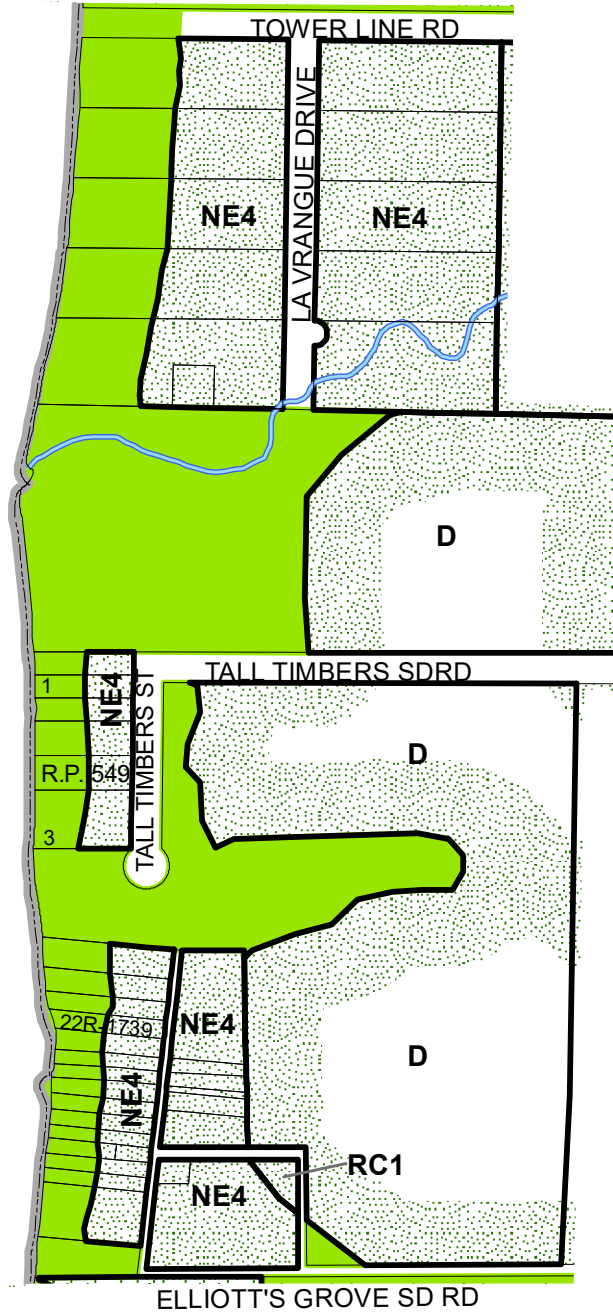 TOWER LINE RD
LA VRANGUE DRIVE
NE4
NE4
D
TALL TIMBERS SDRD
1
NE4
TALL TIMBERS ST
D
R.P. 549
3
22R-1739
NE4
NE4
D
RC1
NE4
ELLIOTT'S GROVE SD RD